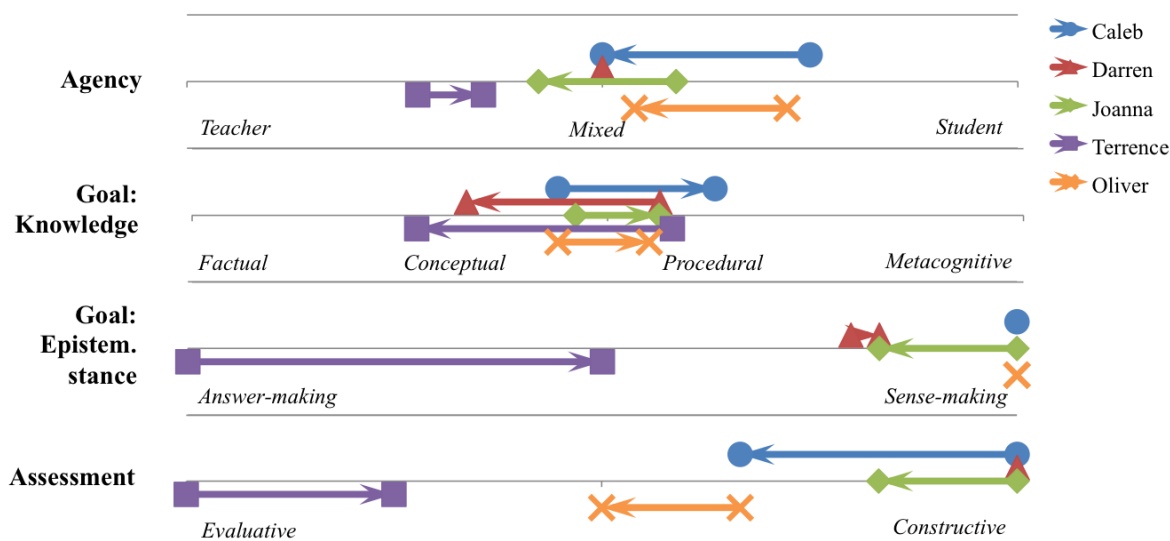 Agency
Teacher
Mixed
Student
Goal:
Knowledge
Factual
Conceptual
Procedural
Metacognitive
Goal:
Epistem.
stance
Answer-making
Sense-making
Assessment
Evaluative
Constructive
Caleb
Darren
Joanna
Terrence
Oliver